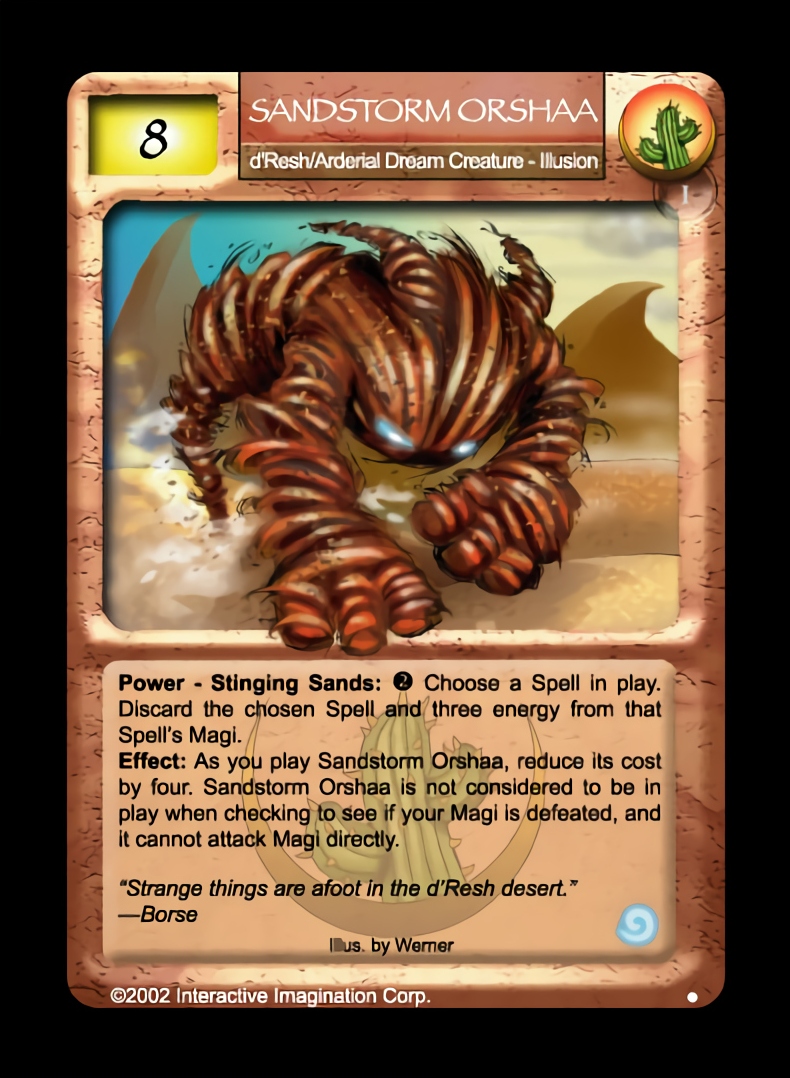 8
SANDSTORM ORSHAA
d'Resh/Arderial Dream Creature - Illusion
I
Power - Stinging Sands: ❷ Choose a Spell in play.
Discard the chosen Spell and three energy from that
Spell's Magi.
Effect: As you play Sandstorm Orshaa, reduce its cost
by four. Sandstorm Orshaa is not considered to be in
play when checking to see if your Magi is defeated, and
it cannot attack Magi directly.
"Strange things are afoot in the d'Resh desert."
—Borse
Illus. by Werner
©2002 Interactive Imagination Corp.